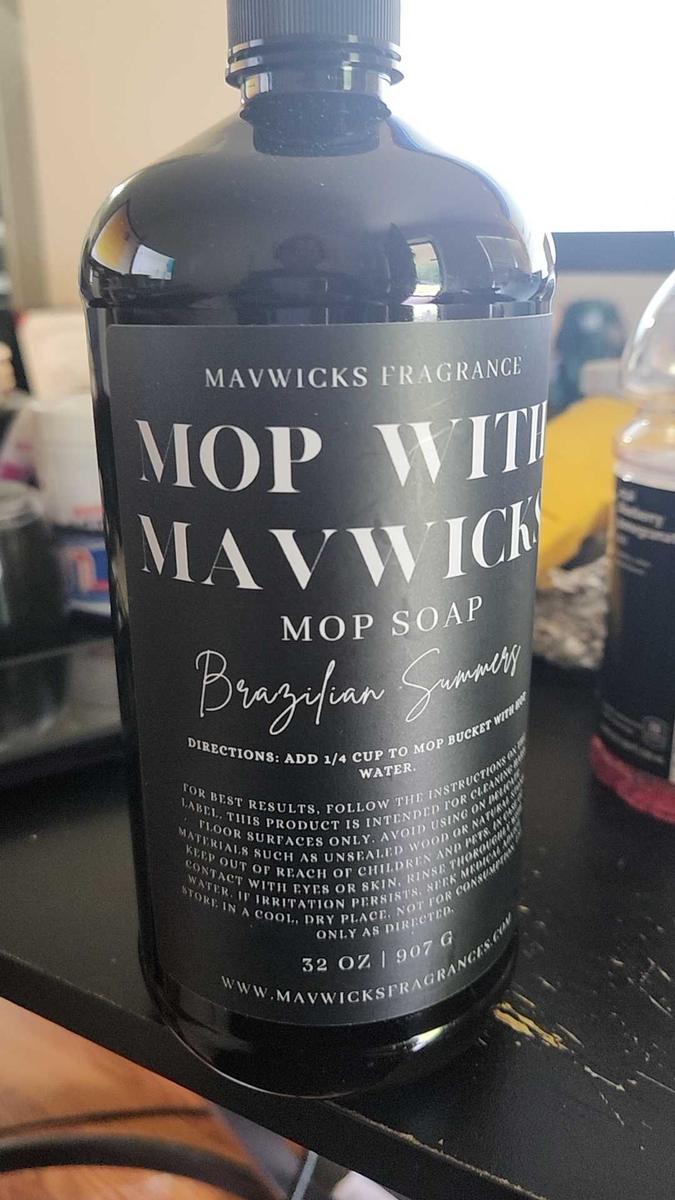 MAVWICKS FRAGRANCE
MOP WITH
MAVWICKS
MOP SOAP
Brazilian Summers
DIRECTIONS: ADD 1/4 CUP TO MOP BUCKET WITH HOT
WATER.
FOR BEST RESULTS, FOLLOW THE INSTRUCTIONS ON THE
LABEL. THIS PRODUCT IS INTENDED FOR CLEANING HARD
FLOOR SURFACES ONLY. AVOID USING ON DELICATE
MATERIALS SUCH AS UNSEALED WOOD OR NATURAL
KEEP OUT OF REACH OF CHILDREN AND PETS.
CONTACT WITH EYES OR SKIN, RINSE THOROUGHLY
WATER. IF IRRITATION PERSISTS, SEEK MEDICAL
STORE IN A COOL, DRY PLACE. NOT FOR CONSUMPTION.
ONLY AS DIRECTED.
32 OZ | 907 G
WWW.MAVWICKSFRAGRANCES.COM